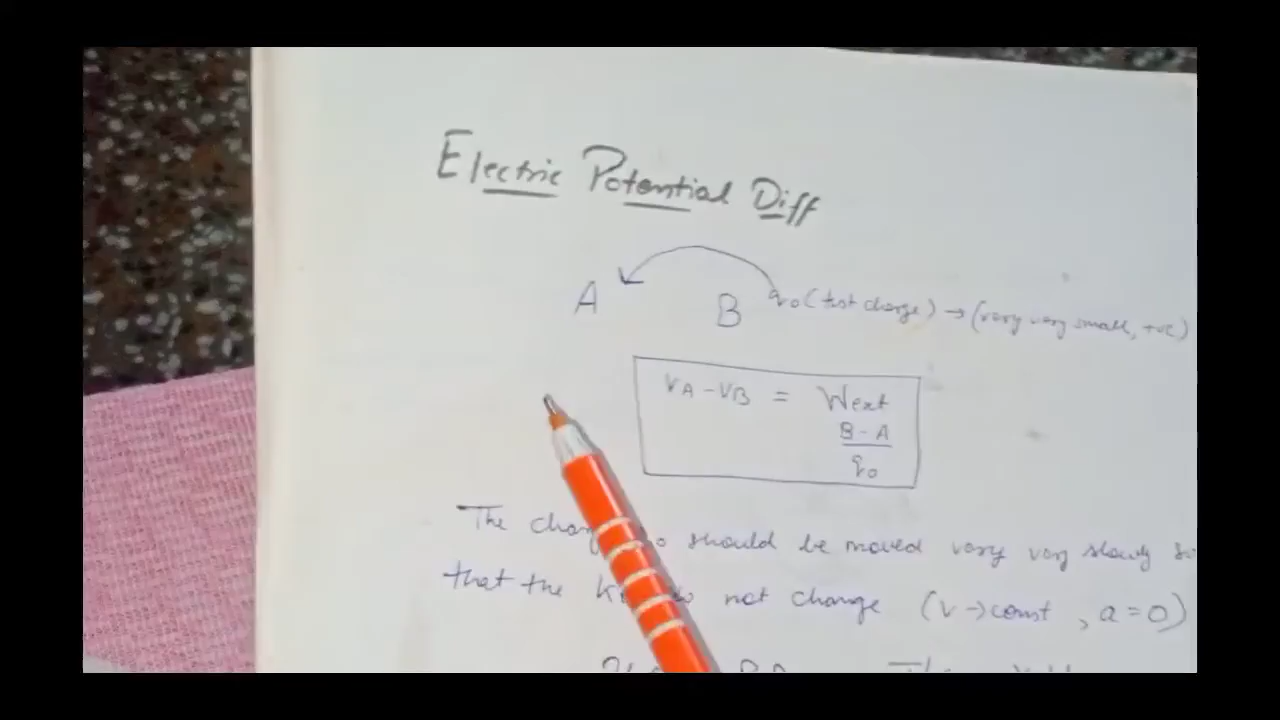 Electric Potential Diff
A B q₀ (test charge) → (very very small, +ve)
VA - VB = Wext
B - A
q₀
The should be moved very very slowly so
that the not change (v → const, a = 0)